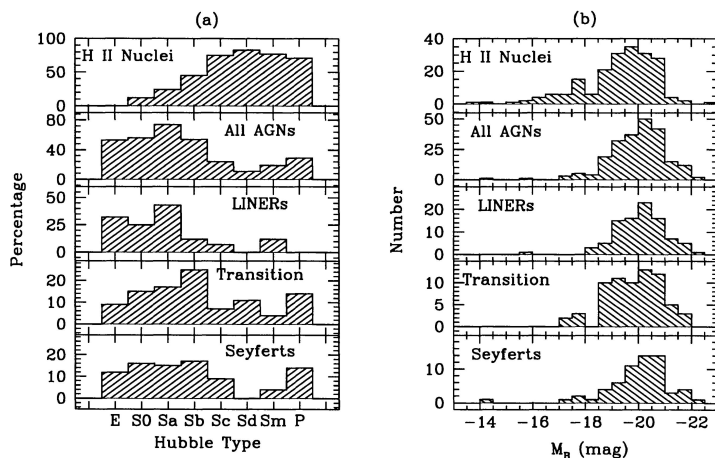 (a)
100
50
0
H II Nuclei
80
40
0
All AGNs
50
25
0
LINERs
20
10
0
Transition
20
10
0
Seyferts
Percentage
E S0 Sa Sb Sc Sd Sm P
Hubble Type
(b)
40
20
0
H II Nuclei
50
25
0
All AGNs
20
10
0
LINERs
10
5
0
Transition
10
0
Seyferts
Number
-14 -16 -18 -20 -22
M_B (mag)